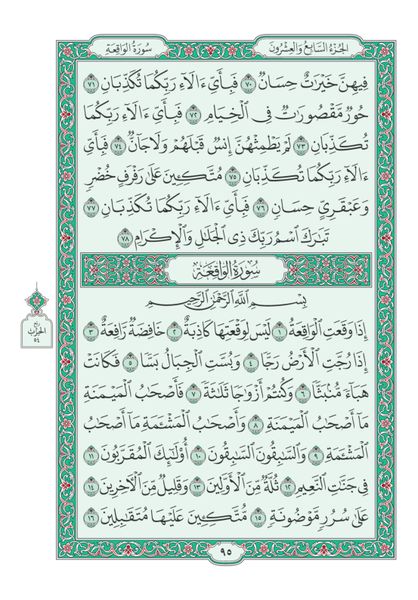 الجزء السابع والعشرون
سورة الواقعة
فِيهِنَّ خَيْرَٰتٌ حِسَانٌ ٧٠ فَبِأَيِّ ءَالَآءِ رَبِّكُمَا تُكَذِّبَانِ ٧١
حُورٌ مَّقْصُورَٰتٌ فِى ٱلْخِيَامِ ٧٢ فَبِأَيِّ ءَالَآءِ رَبِّكُمَا
تُكَذِّبَانِ ٧٣ لَمْ يَطْمِثْهُنَّ إِنسٌ قَبْلَهُمْ وَلَا جَآنٌّ ٧٤ فَبِأَيِّ
ءَالَآءِ رَبِّكُمَا تُكَذِّبَانِ ٧٥ مُتَّكِـِٔينَ عَلَىٰ رَفْرَفٍ خُضْرٍ
وَعَبْقَرِيٍّ حِسَانٍ ٧٦ فَبِأَيِّ ءَالَآءِ رَبِّكُمَا تُكَذِّبَانِ ٧٧
تَبَٰرَكَ ٱسْمُ رَبِّكَ ذِى ٱلْجَلَٰلِ وَٱلْإِكْرَامِ ٧٨
سُورَةُ الوَاقِعَةِ
بِسْمِ ٱللَّهِ ٱلرَّحْمَٰنِ ٱلرَّحِيمِ
إِذَا وَقَعَتِ ٱلْوَاقِعَةُ ١ لَيْسَ لِوَقْعَتِهَا كَاذِبَةٌ ٢ خَافِضَةٌ رَّافِعَةٌ ٣
إِذَا رُجَّتِ ٱلْأَرْضُ رَجًّا ٤ وَبُسَّتِ ٱلْجِبَالُ بَسًّا ٥ فَكَانَتْ
هَبَآءً مُّنۢبَثًّا ٦ وَكُنتُمْ أَزْوَٰجًا ثَلَٰثَةً ٧ فَأَصْحَٰبُ ٱلْمَيْمَنَةِ
مَآ أَصْحَٰبُ ٱلْمَيْمَنَةِ ٨ وَأَصْحَٰبُ ٱلْمَشْـَٔمَةِ مَآ أَصْحَٰبُ
ٱلْمَشْـَٔمَةِ ٩ وَٱلسَّٰبِقُونَ ٱلسَّٰبِقُونَ ١٠ أُو۟لَٰٓئِكَ ٱلْمُقَرَّبُونَ ١١
فِى جَنَّٰتِ ٱلنَّعِيمِ ١٢ ثُلَّةٌ مِّنَ ٱلْأَوَّلِينَ ١٣ وَقَلِيلٌ مِّنَ ٱلْءَاخِرِينَ ١٤
عَلَىٰ سُرُرٍ مَّوْضُونَةٍ ١٥ مُّتَّكِـِٔينَ عَلَيْهَا مُتَقَٰبِلِينَ ١٦
الحزب
٥٤
٩٥